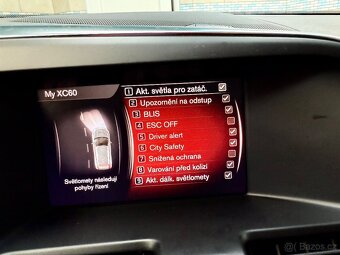 My XC60
1 Akt. světla pro zatáč.
2 Upozornění na odstup
3 BLIS
4 ESC OFF
5 Driver alert
6 City Safety
7 Snížená ochrana
8 Varování před kolizí
9 Akt. dálk. světlomety
Světlomety následují
pohyby řízení
Bazoš.cz